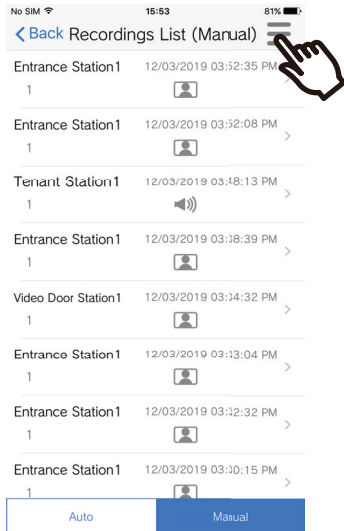 No SIM 15:53 81%
Back Recordings List (Manual)
Entrance Station1 12/03/2019 03:52:35 PM
1
Entrance Station1 12/03/2019 03:52:08 PM
1
Tenant Station1 12/03/2019 03:48:13 PM
1
Entrance Station1 12/03/2019 03:38:39 PM
1
Video Door Station1 12/03/2019 03:34:32 PM
1
Entrance Station1 12/03/2019 03:33:04 PM
1
Entrance Station1 12/03/2019 03:32:32 PM
1
Entrance Station1 12/03/2019 03:30:15 PM
1
Auto Manual